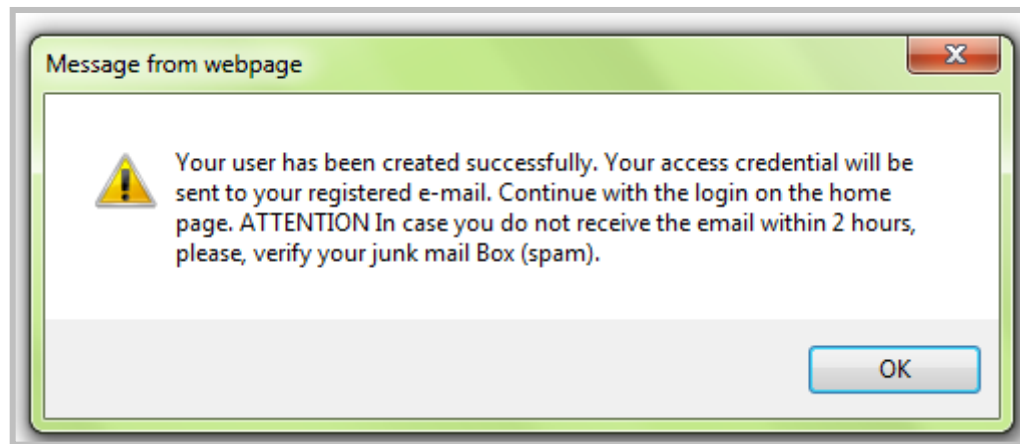 Message from webpage
Your user has been created successfully. Your access credential will be
sent to your registered e-mail. Continue with the login on the home
page. ATTENTION In case you do not receive the email within 2 hours,
please, verify your junk mail Box (spam).
OK